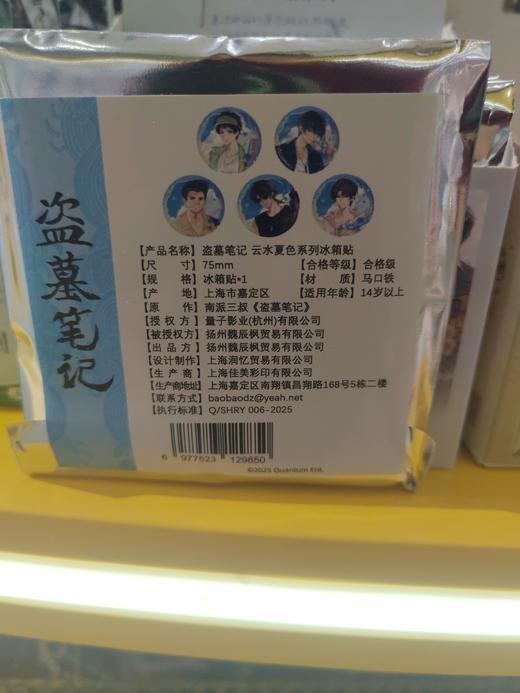 盗墓笔记
【产品名称】盗墓笔记 云水夏色系列冰箱贴
【尺 寸】75mm 【合格等级】合格级
【规 格】冰箱贴*1 【材 质】马口铁
【产 地】上海市嘉定区 【适用年龄】14岁以上
【原 作】南派三叔《盗墓笔记》
【授权方】量子影业(杭州)有限公司
【被授权方】扬州魏辰枫贸易有限公司
【出品方】扬州魏辰枫贸易有限公司
【设计制作】上海润忆贸易有限公司
【生产商】上海佳美彩印有限公司
【生产商地址】上海嘉定区南翔镇昌翔路168号5栋二楼
【联系方式】baobaodz@yeah.net
【执行标准】Q/SHRY 006-2025
6 977523 129850
©2025 Quantum Ent.